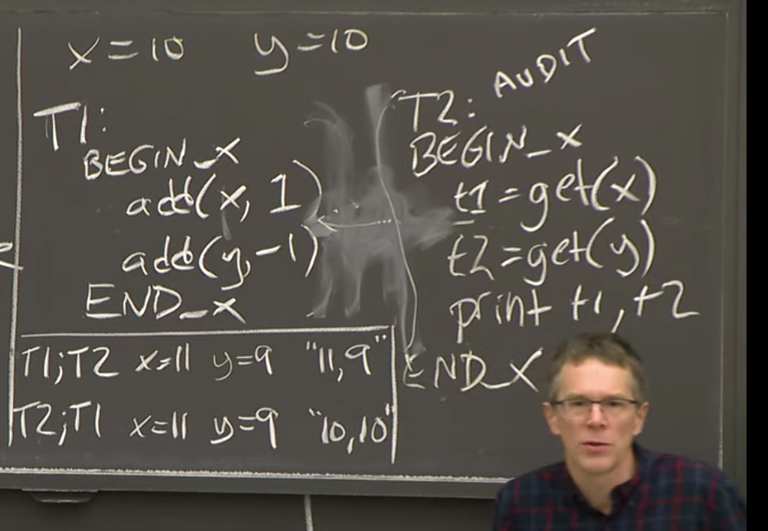 x=10 y=10
T1:
BEGIN_X
add(x, 1)
add(y,-1)
END_X
T2: AUDIT
BEGIN_X
t1=get(x)
t2=get(y)
print t1,t2
END_X
T1;T2 x=11 y=9 "11,9"
T2;T1 x=11 y=9 "10,10"